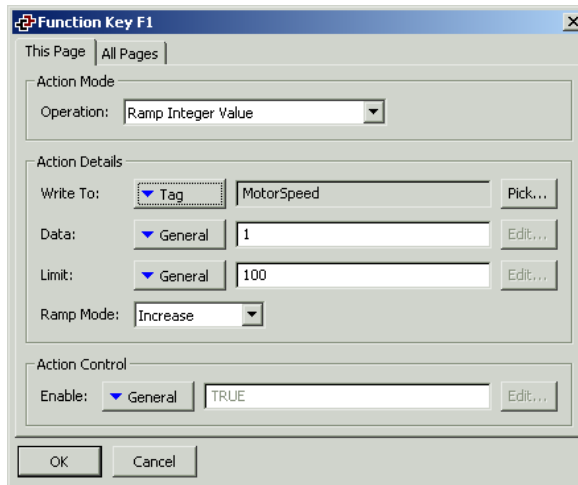 Function Key F1
This Page All Pages
Action Mode
Operation: Ramp Integer Value
Action Details
Write To: Tag MotorSpeed Pick...
Data: General 1 Edit...
Limit: General 100 Edit...
Ramp Mode: Increase
Action Control
Enable: General TRUE Edit...
OK Cancel